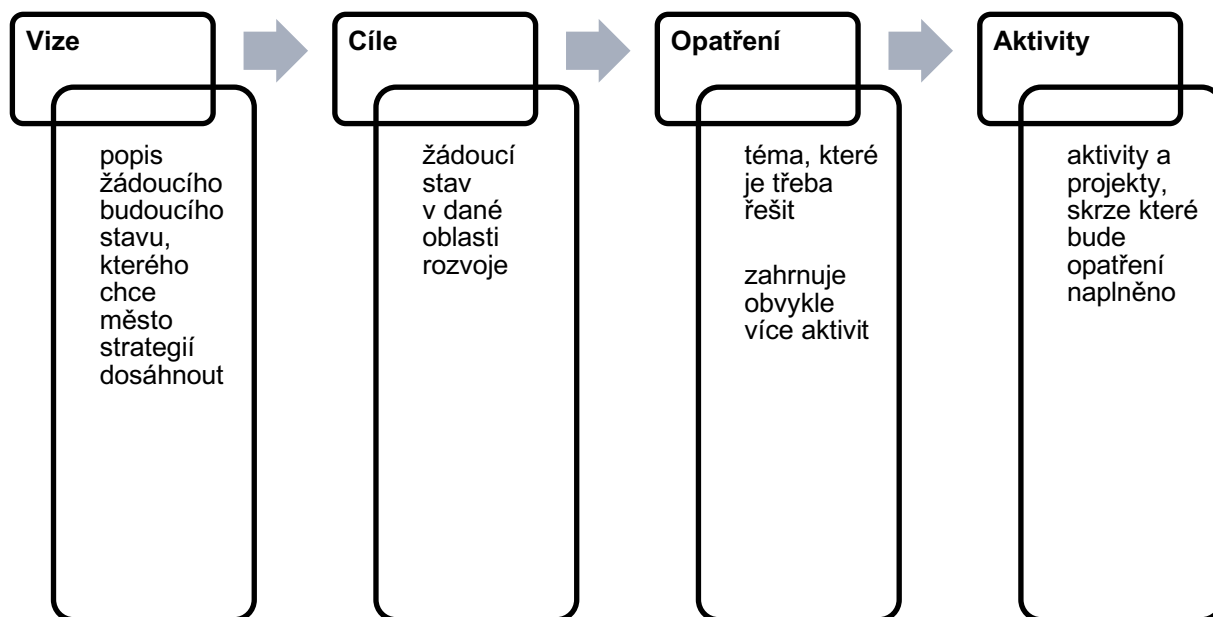 Vize
popis
žádoucího
budoucího
stavu,
kterého
chce
město
strategií
dosáhnout
Cíle
žádoucí
stav
v dané
oblasti
rozvoje
Opatření
téma, které
je třeba
řešit
zahrnuje
obvykle
více aktivit
Aktivity
aktivity a
projekty,
skrze které
bude
opatření
naplněno